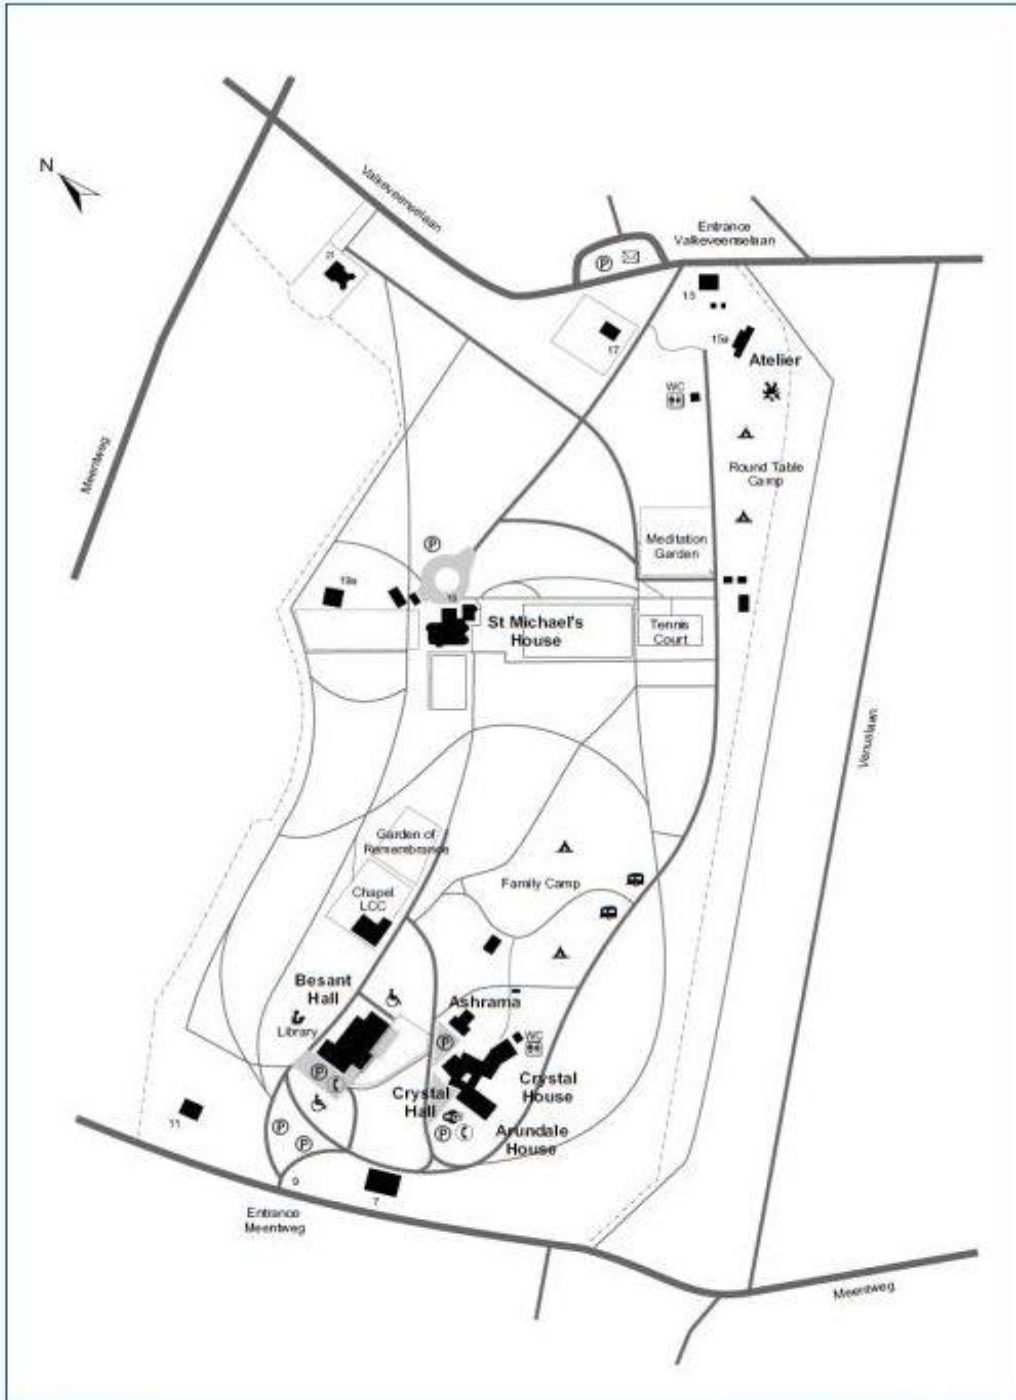 N
Valkeveenselaan
Entrance
Valkeveenselaan
P
21
13
17
15a
Atelier
WC
Meentweg
Round Table
Camp
P
Meditation
Garden
19a
St Michael's
House
Tennis
Court
Venuslaan
Garden of
Remembrance
Chapel
LCC
Family Camp
Besant
Hall
Ashrama
Library
P
WC
P
Crystal
House
Crystal
Hall
Arundale
House
P
P
P
11
9
7
Entrance
Meentweg
Meentweg